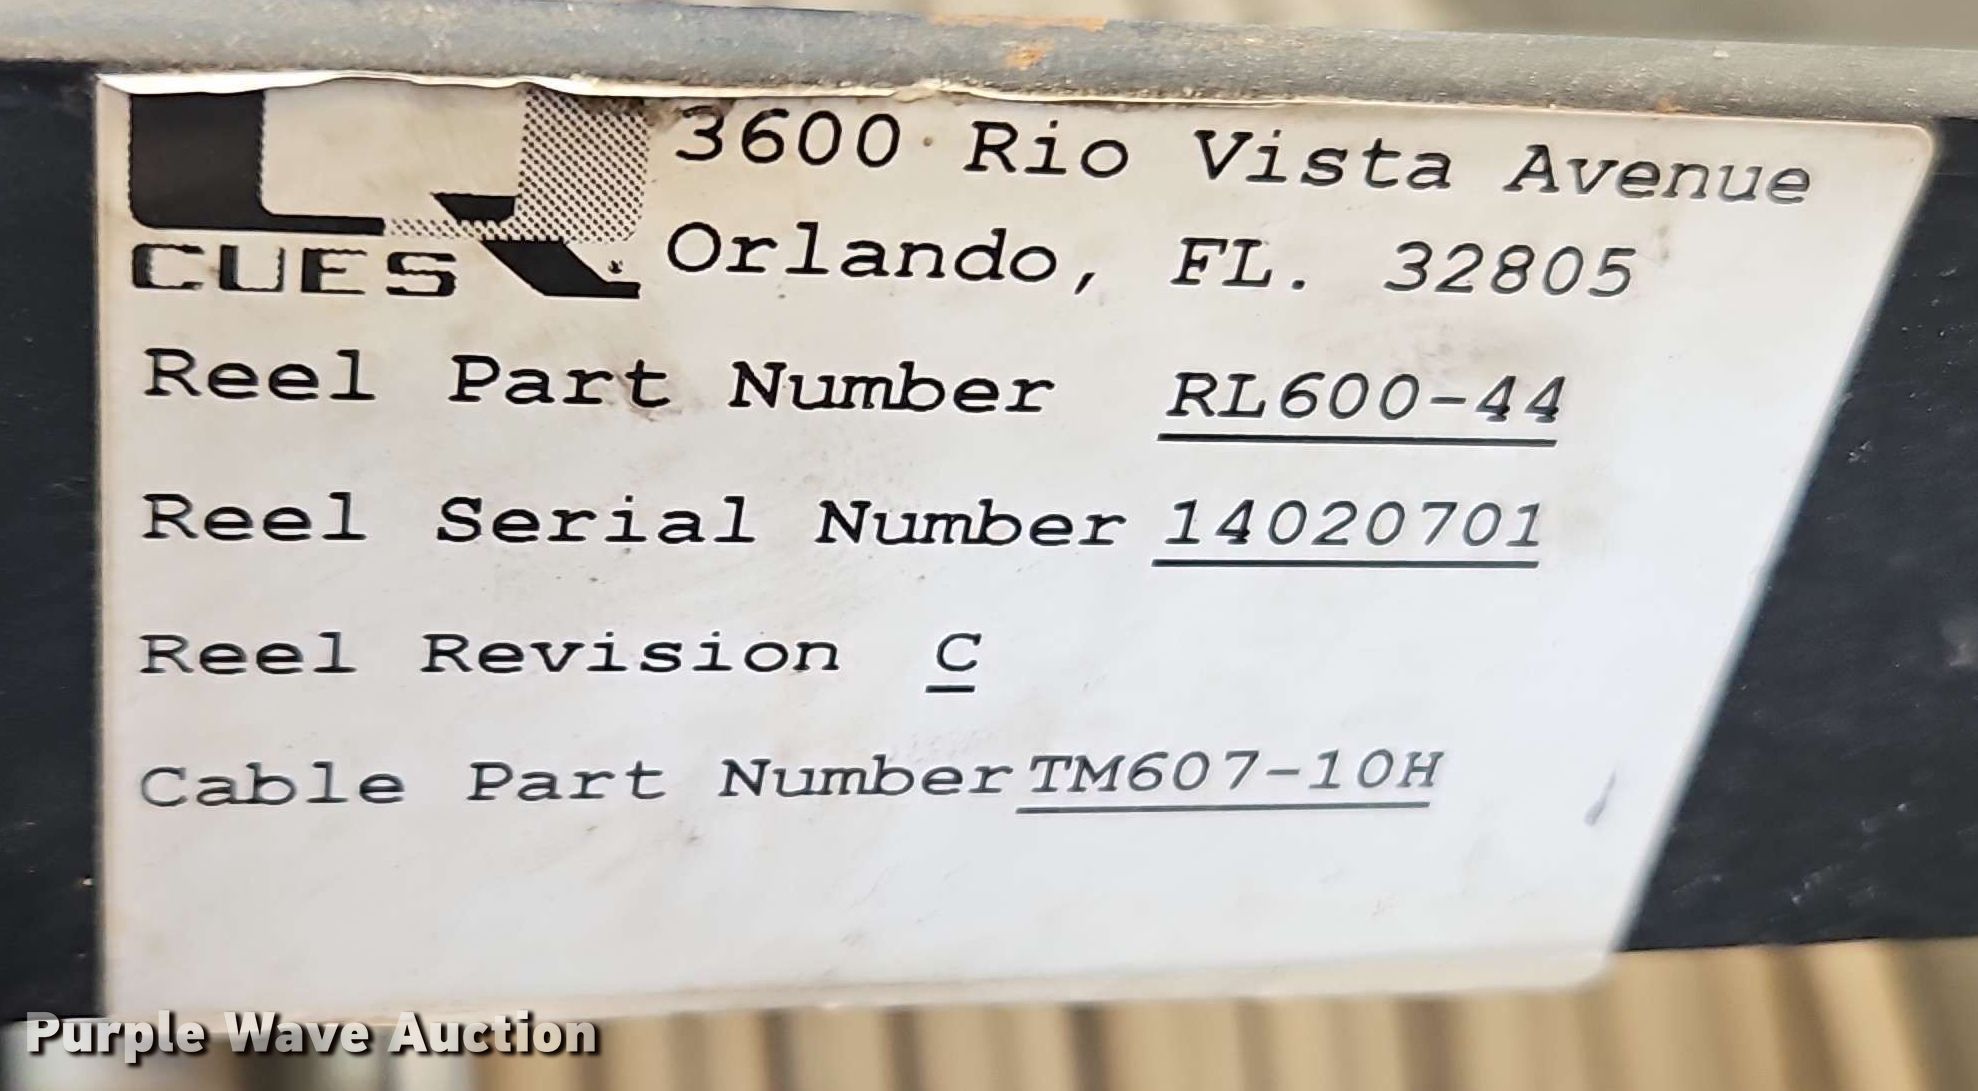 CUES
3600 Rio Vista Avenue
Orlando, FL. 32805
Reel Part Number RL600-44
Reel Serial Number 14020701
Reel Revision C
Cable Part Number TM607-10H
Purple Wave Auction